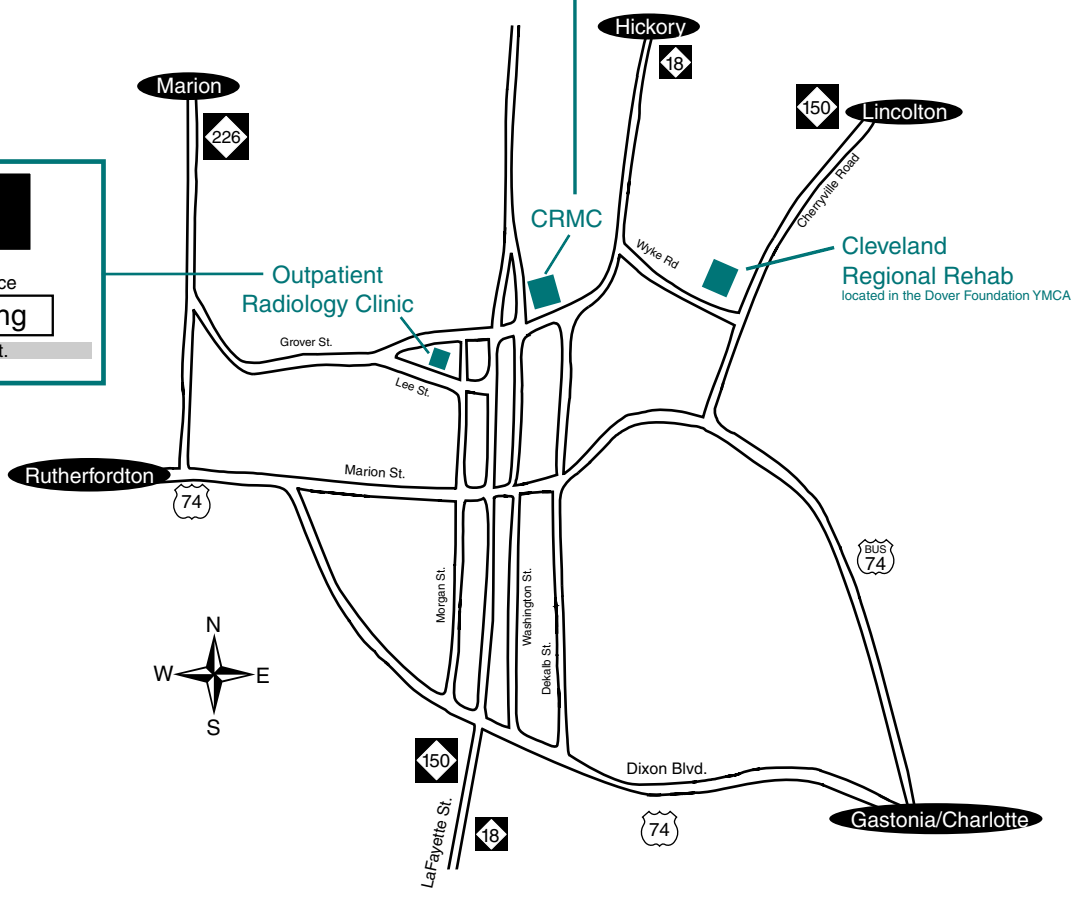 Hickory
18
Marion
226
150
Lincolton
Cherryville Road
CRMC
Wyke Rd
Cleveland
Regional Rehab
located in the Dover Foundation YMCA
Outpatient
Radiology Clinic
ce
ng
t.
Grover St.
Lee St.
Rutherfordton
74
Marion St.
BUS
74
Morgan St.
Washington St.
Dekalb St.
N
W
E
S
150
LaFayette St.
18
Dixon Blvd.
74
Gastonia/Charlotte